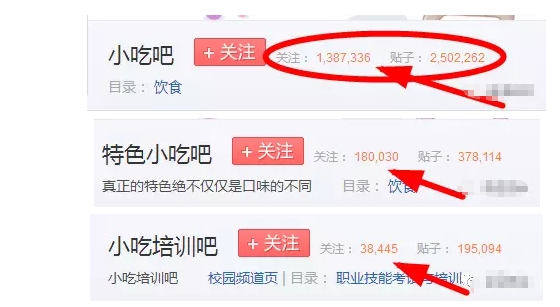 小吃吧 + 关注 关注： 1,387,336 贴子： 2,502,262
目录： 饮食
特色小吃吧 + 关注 关注： 180,030 贴子： 378,114
真正的特色绝不仅仅是口味的不同 目录： 饮食
小吃培训吧 + 关注 关注： 38,445 贴子： 195,094
小吃培训吧 校园频道页 | 目录： 职业技能考试与培训